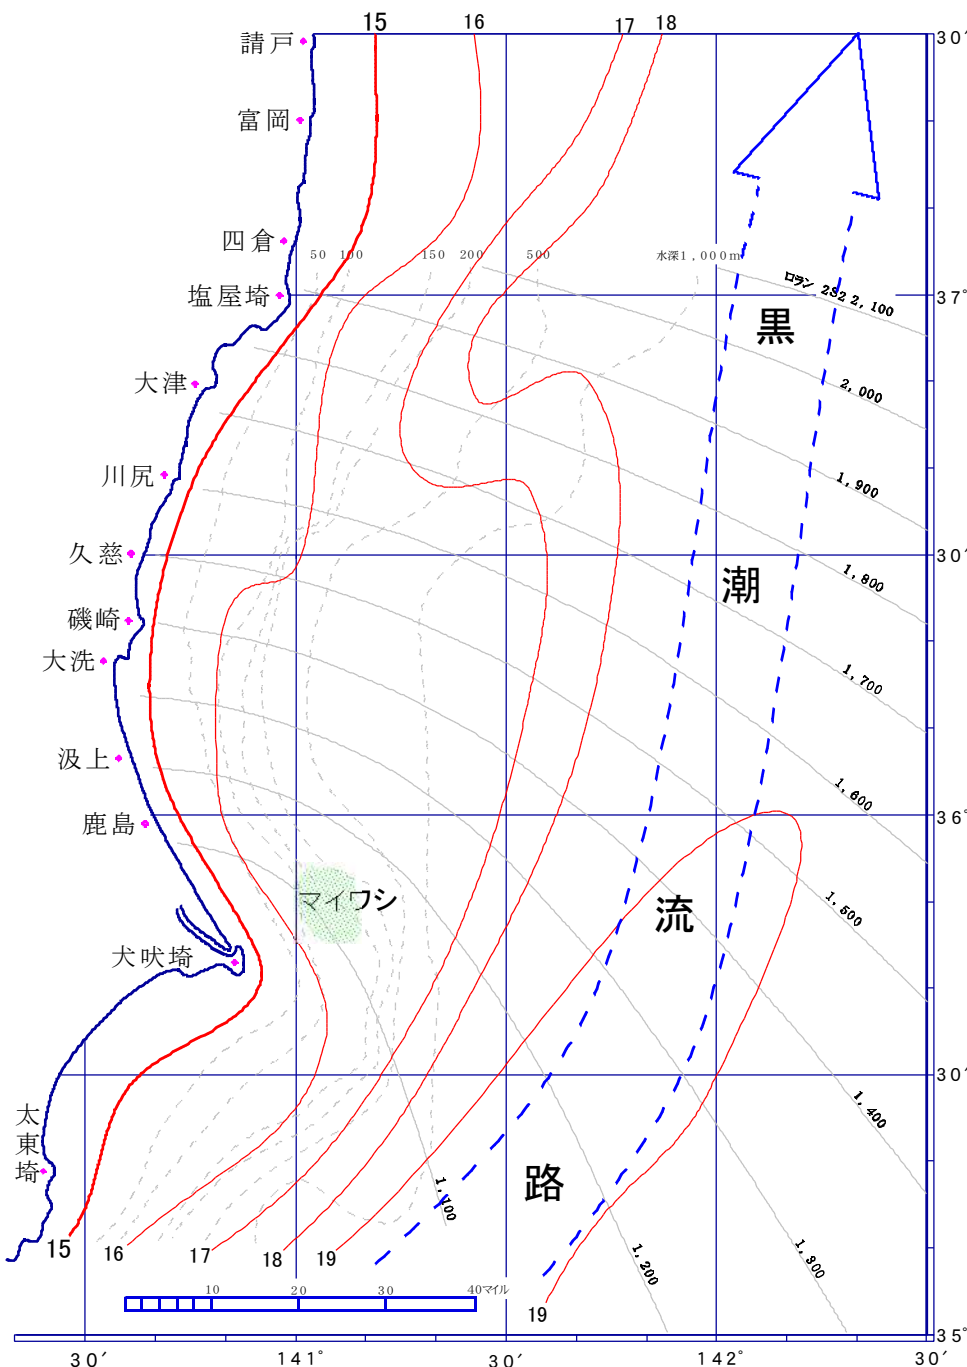 15 16 17 18
請戸
30′
富岡
四倉
50 100 150 200 500 水深1,000m
ロラン 2S2 2,100
塩屋埼
37°
黒
大津
2,000
川尻
1,900
久慈
30′
潮
1,800
磯崎
大洗
1,700
汲上
1,600
鹿島
36°
マイワシ
流
1,500
犬吠埼
30′
1,400
太東埼
路
1,100
15 16 17 18 19
1,200
1,300
10 20 30 40マイル
19
35°
30′ 141° 30′ 142° 30′